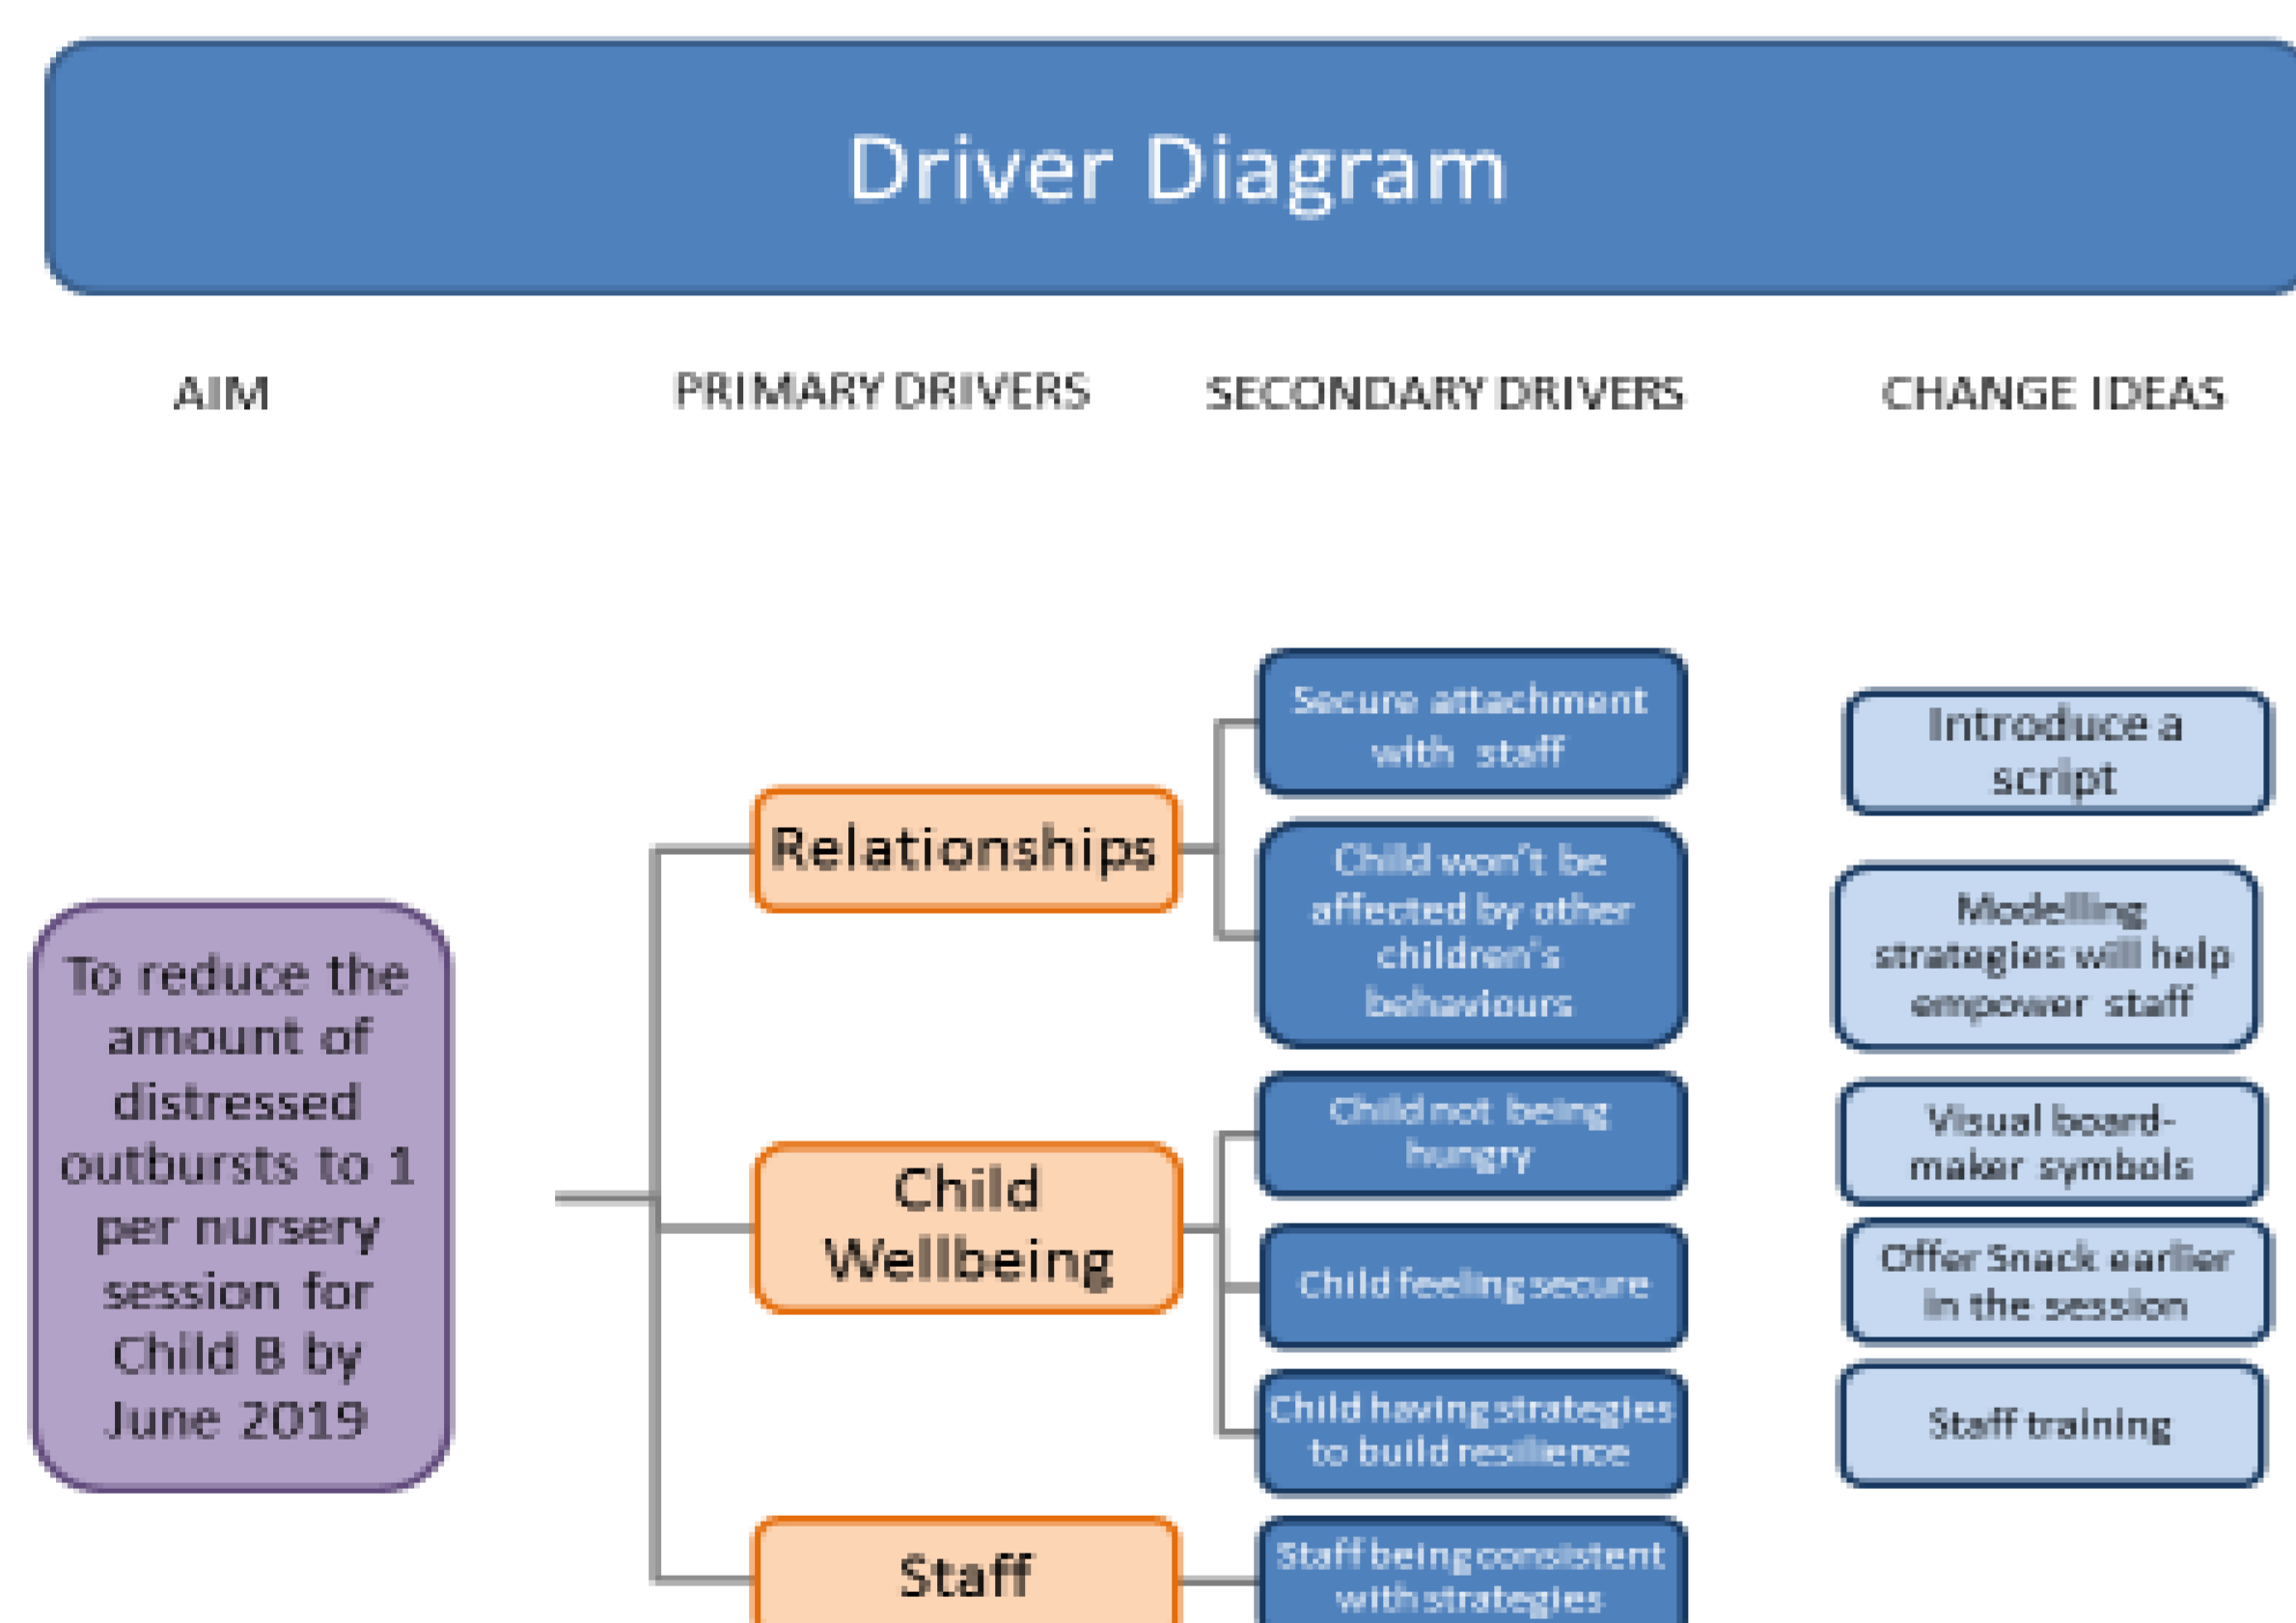 Driver Diagram
AIM
PRIMARY DRIVERS
SECONDARY DRIVERS
CHANGE IDEAS
To reduce the
amount of
distressed
outbursts to 1
per nursery
session for
Child B by
June 2019
Relationships
Child
Wellbeing
Staff
Secure attachment
with staff
Child won't be
affected by other
children's
behaviours
Child not being
hungry
Child feeling secure
Child having strategies
to build resilience
Staff being consistent
with strategies
Introduce a
script
Modelling
strategies will help
empower staff
Visual board-
maker symbols
Offer Snack earlier
in the session
Staff training